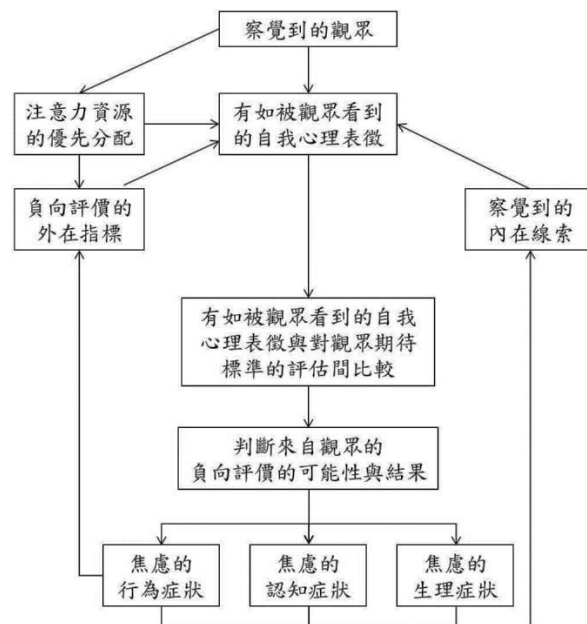 察覺到的觀眾
注意力資源
的優先分配
有如被觀眾看到
的自我心理表徵
負向評價的
外在指標
察覺到的
內在線索
有如被觀眾看到的自我
心理表徵與對觀眾期待
標準的評估間比較
判斷來自觀眾的
負向評價的可能性與結果
焦慮的
行為症狀
焦慮的
認知症狀
焦慮的
生理症狀